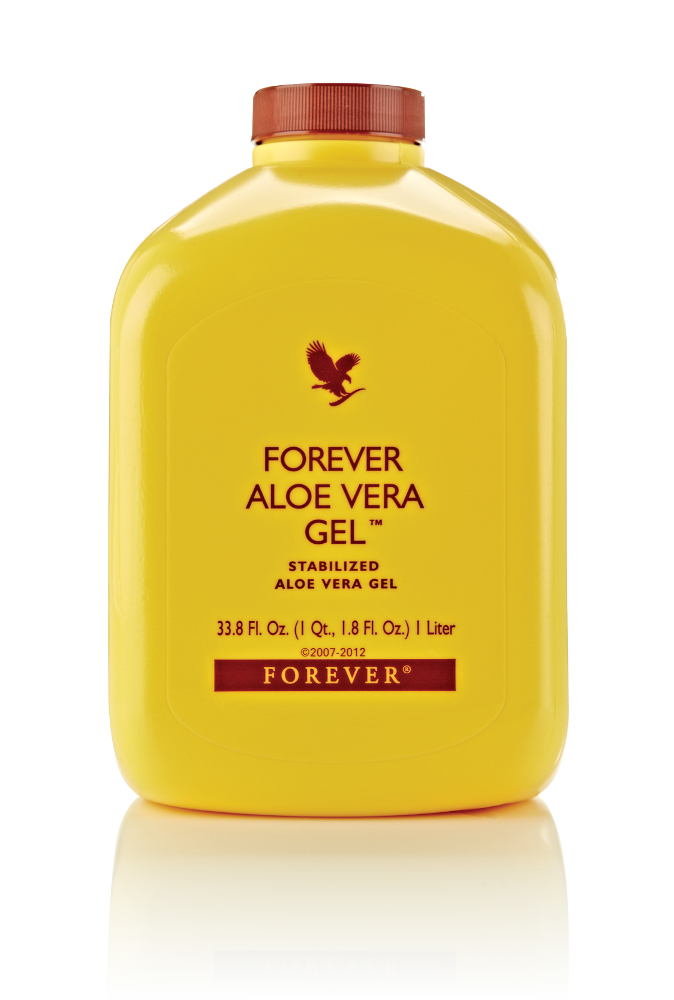 FOREVER
ALOE VERA
GEL™
STABILIZED
ALOE VERA GEL
33.8 Fl. Oz. (1 Qt., 1.8 Fl. Oz.) 1 Liter
©2007-2012
FOREVER®